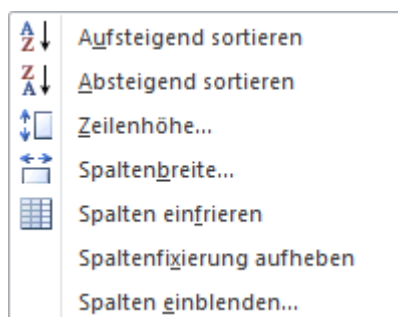 Aufsteigend sortieren
Absteigend sortieren
Zeilenhöhe...
Spaltenbreite...
Spalten einfrieren
Spaltenfixierung aufheben
Spalten einblenden...